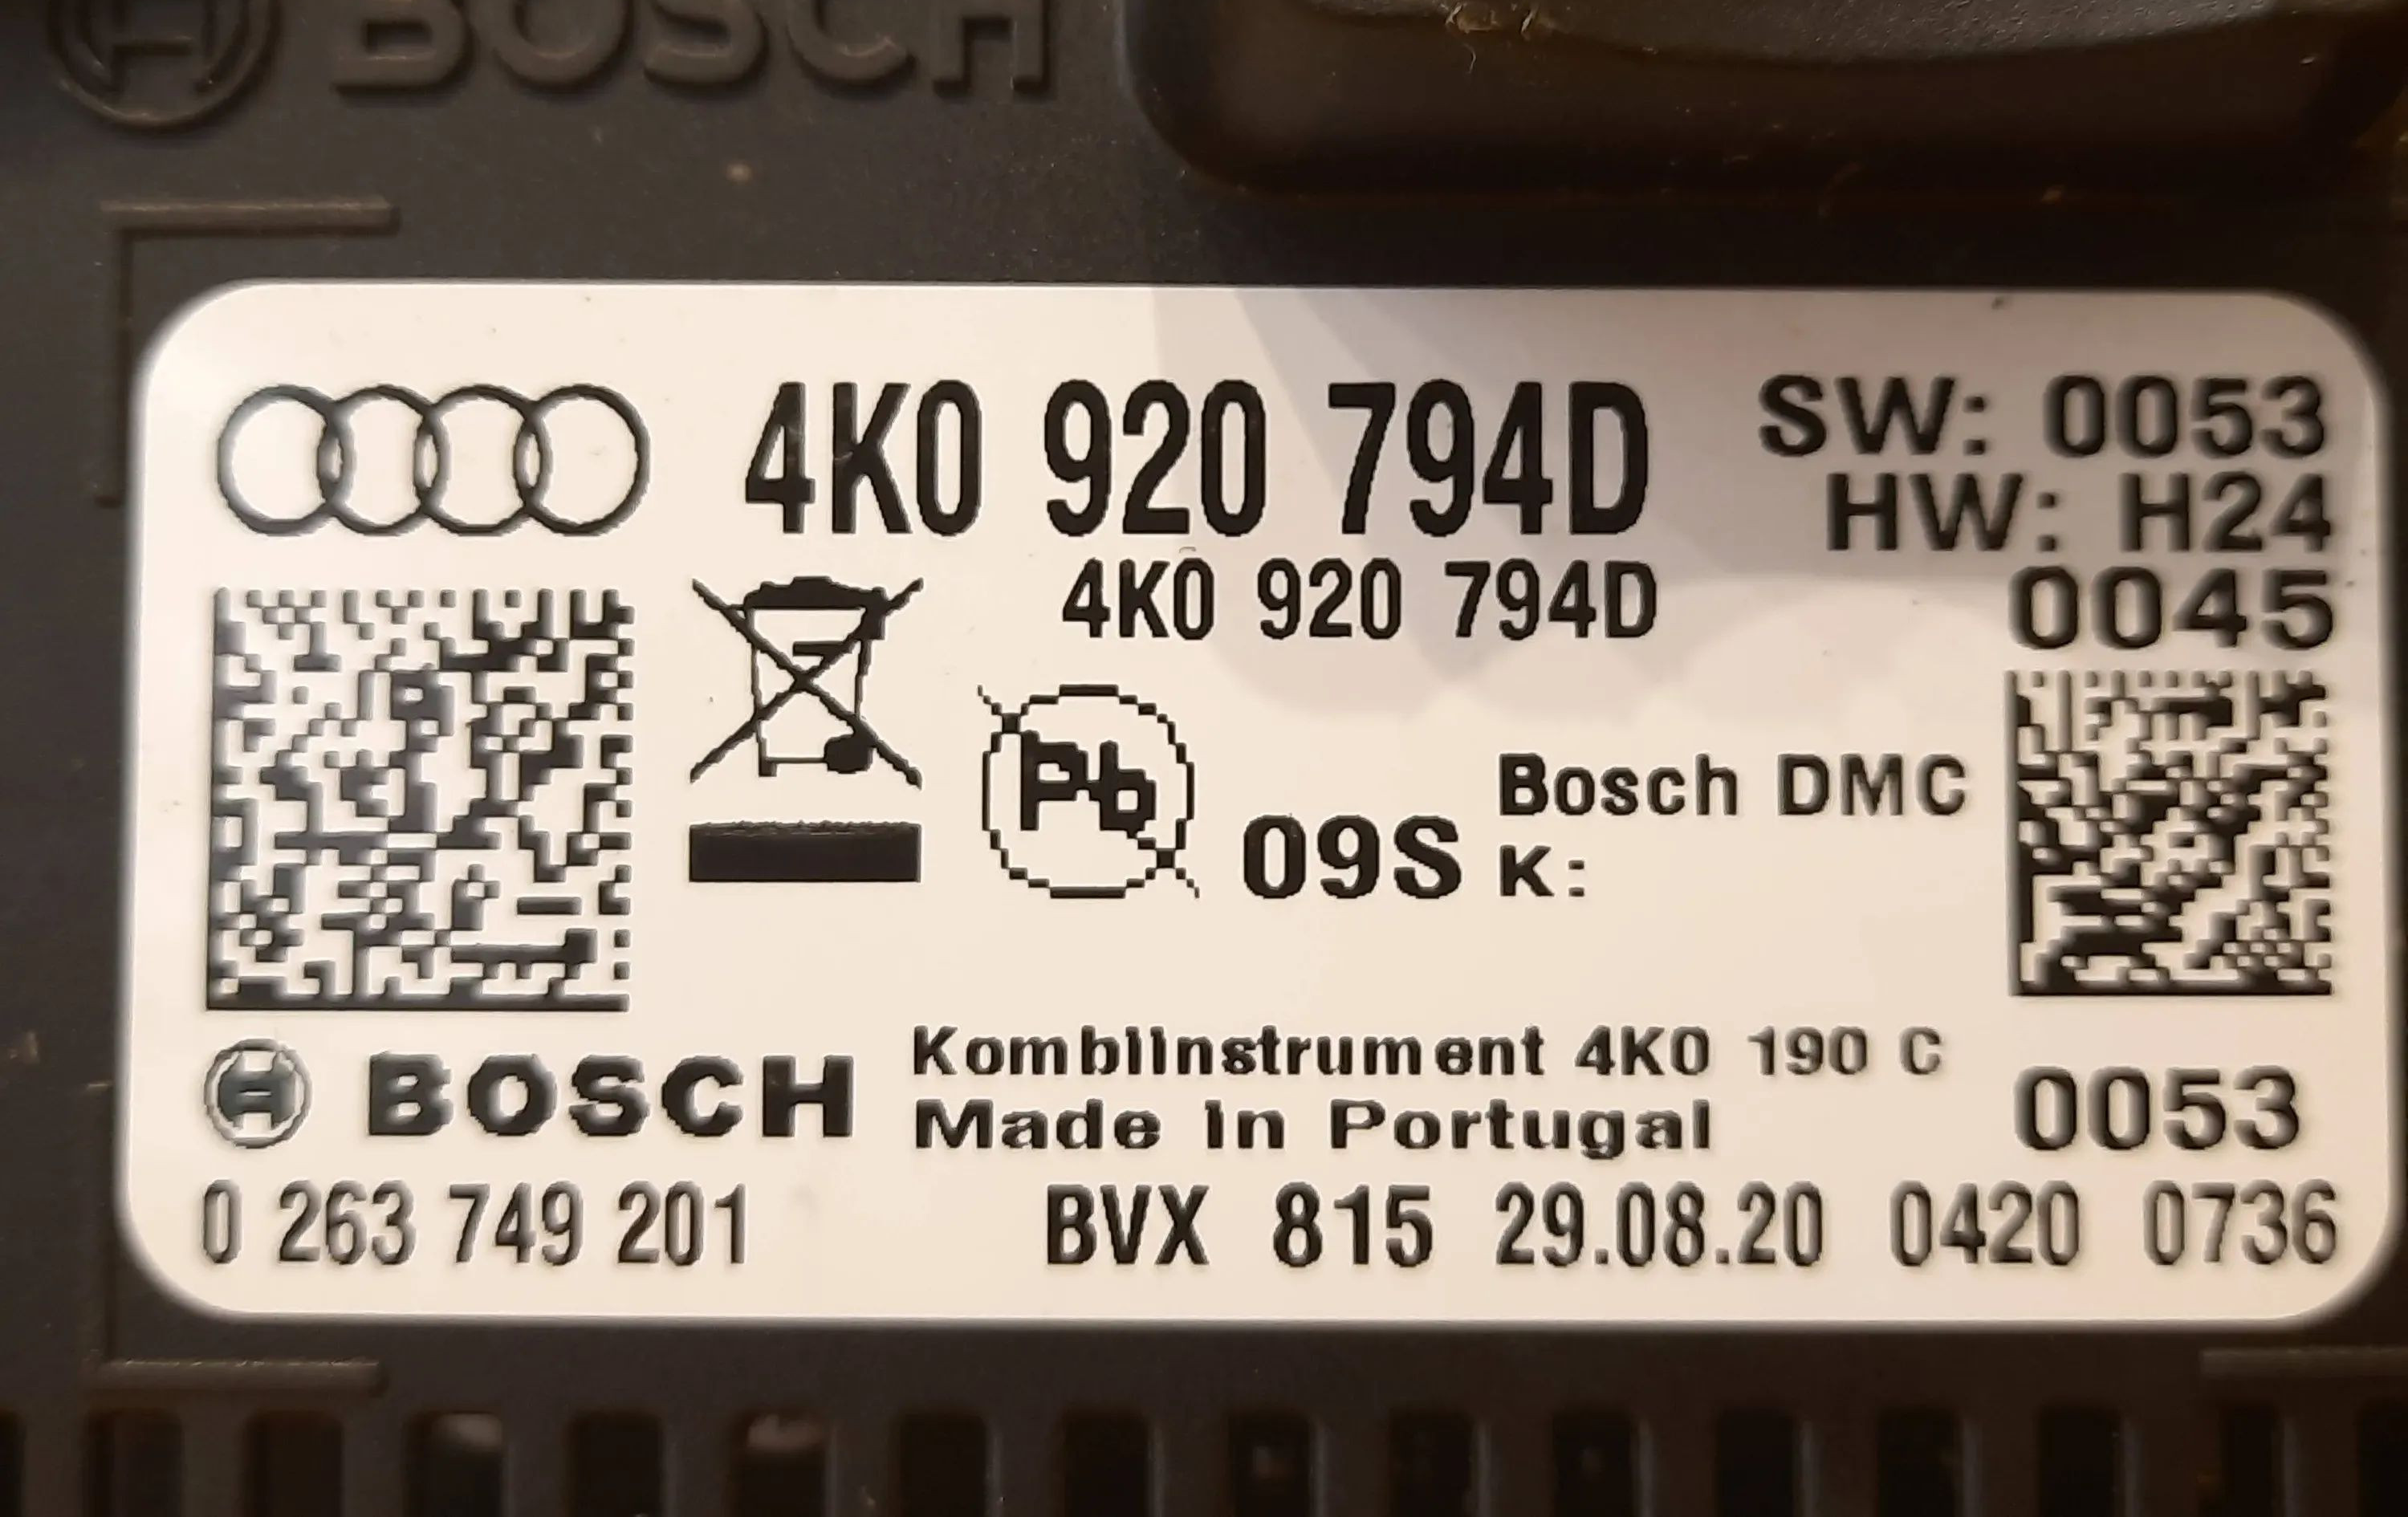 BOSCH
4K0 920 794D
SW: 0053
HW: H24
4K0 920 794D
0045
Pb
09S
Bosch DMC
K:
BOSCH
Kombiinstrument 4K0 190 C
Made in Portugal
0053
0 263 749 201
BVX 815 29.08.20 0420 0736